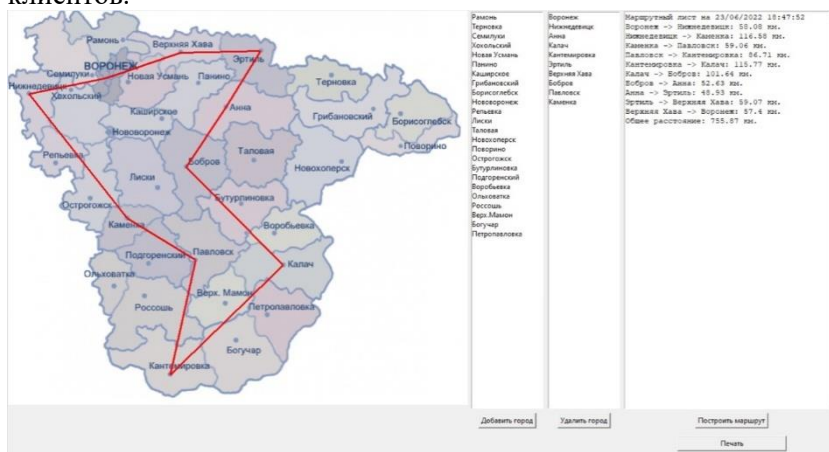 клиентов.
Рамонь
Верхняя Хава
ВОРОНЕЖ
Эртиль
Семилуки
Новая Усмань
Панино
Терновка
Нижнедевицк
Хохольский
Каширское
Анна
Грибановский
Борисоглебск
Нововоронеж
Поворино
Репьевка
Таловая
Бобров
Лиски
Новохоперск
Острогожск
Бутурлиновка
Каменка
Воробьевка
Подгоренский
Павловск
Калач
Ольховатка
Верх. Мамон
Россошь
Петропавловка
Богучар
Кантемировка
Рамонь
Терновка
Семилуки
Хохольский
Новая Усмань
Панино
Каширское
Грибановский
Борисоглебск
Нововоронеж
Репьевка
Лиски
Таловая
Новохоперск
Поворино
Острогожск
Бутурлиновка
Подгоренский
Воробьевка
Ольховатка
Россошь
Верх.Мамон
Богучар
Петропавловка
Воронеж
Нижнедевицк
Анна
Калач
Кантемировка
Эртиль
Верхняя Хава
Бобров
Павловск
Каменка
Маршрутный лист на 23/06/2022 18:47:52
Воронеж -> Нижнедевицк: 58.08 км.
Нижнедевицк -> Каменка: 116.58 км.
Каменка -> Павловск: 59.06 км.
Павловск -> Кантемировка: 86.71 км.
Кантемировка -> Калач: 115.77 км.
Калач -> Бобров: 101.64 км.
Бобров -> Анна: 52.63 км.
Анна -> Эртиль: 48.93 км.
Эртиль -> Верхняя Хава: 59.07 км.
Верхняя Хава -> Воронеж: 57.4 км.
Общее расстояние: 755.87 км.
Добавить город
Удалить город
Построить маршрут
Печать